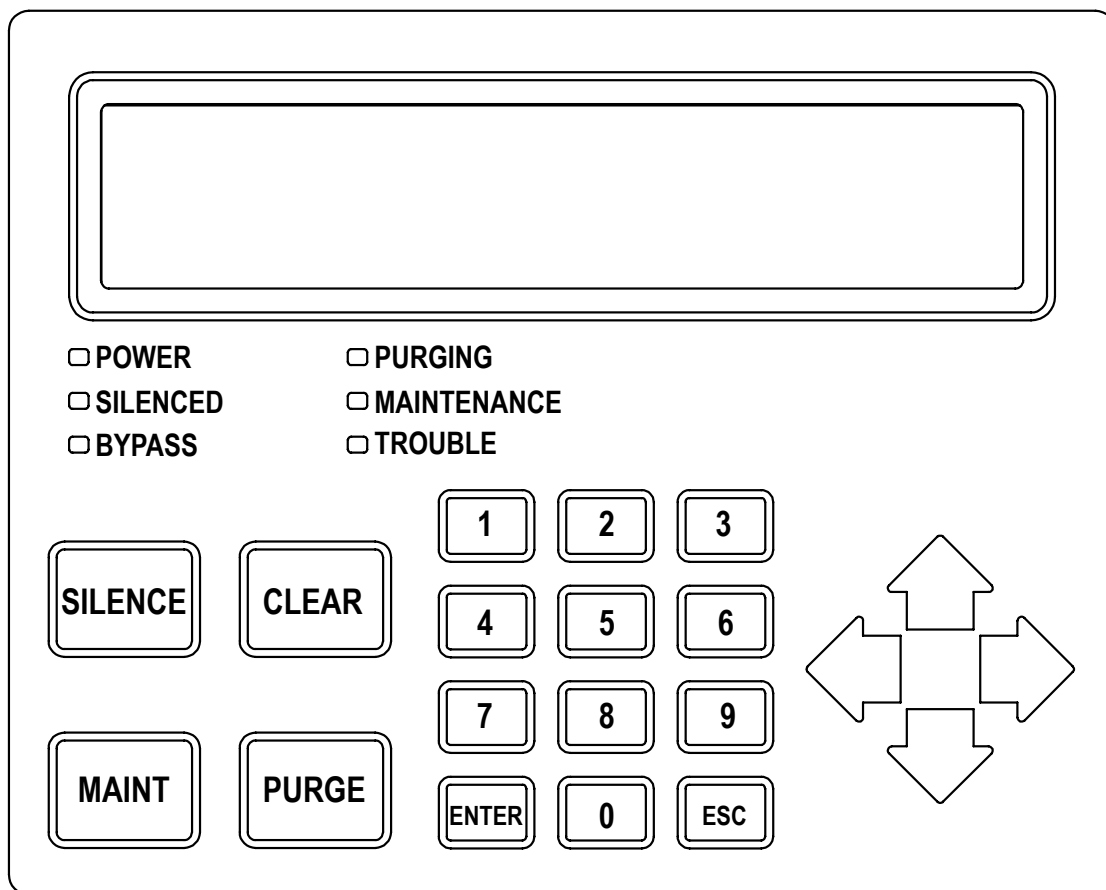 POWER PURGING
SILENCED MAINTENANCE
BYPASS TROUBLE
1 2 3
SILENCE CLEAR
4 5 6
7 8 9
MAINT PURGE
ENTER 0 ESC